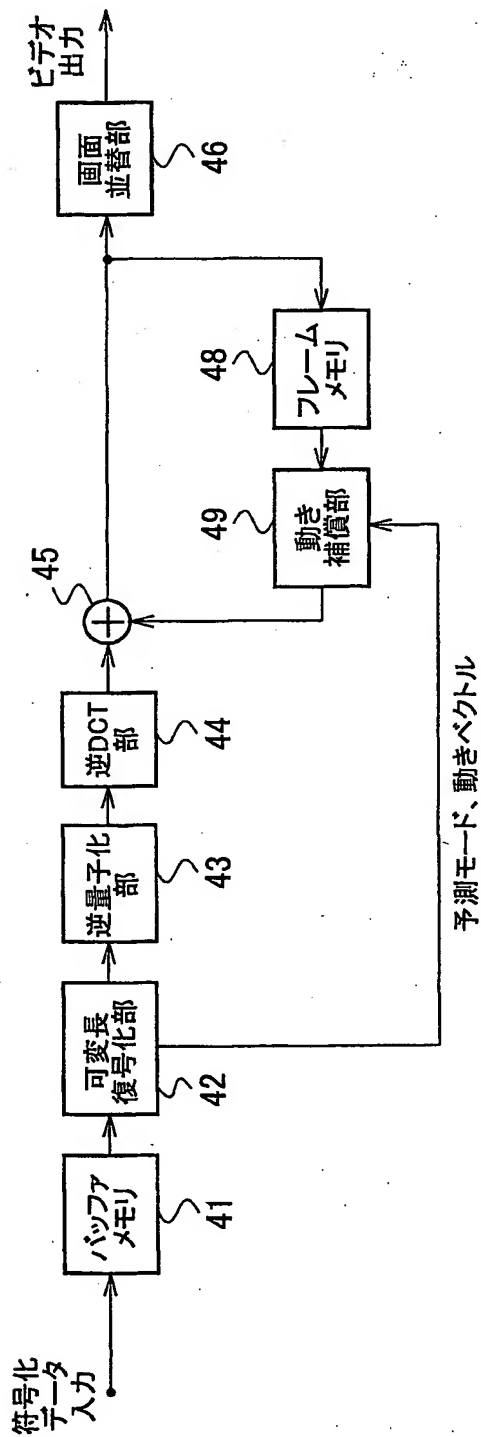 符号化
データ
入力
バッファ
メモリ
41
可変長
復号化部
42
逆量子化
部
43
逆DCT
部
44
45
画面
並替部
46
ビデオ
出力
フレーム
メモリ
48
動き
補償部
49
予測モード、動きベクトル